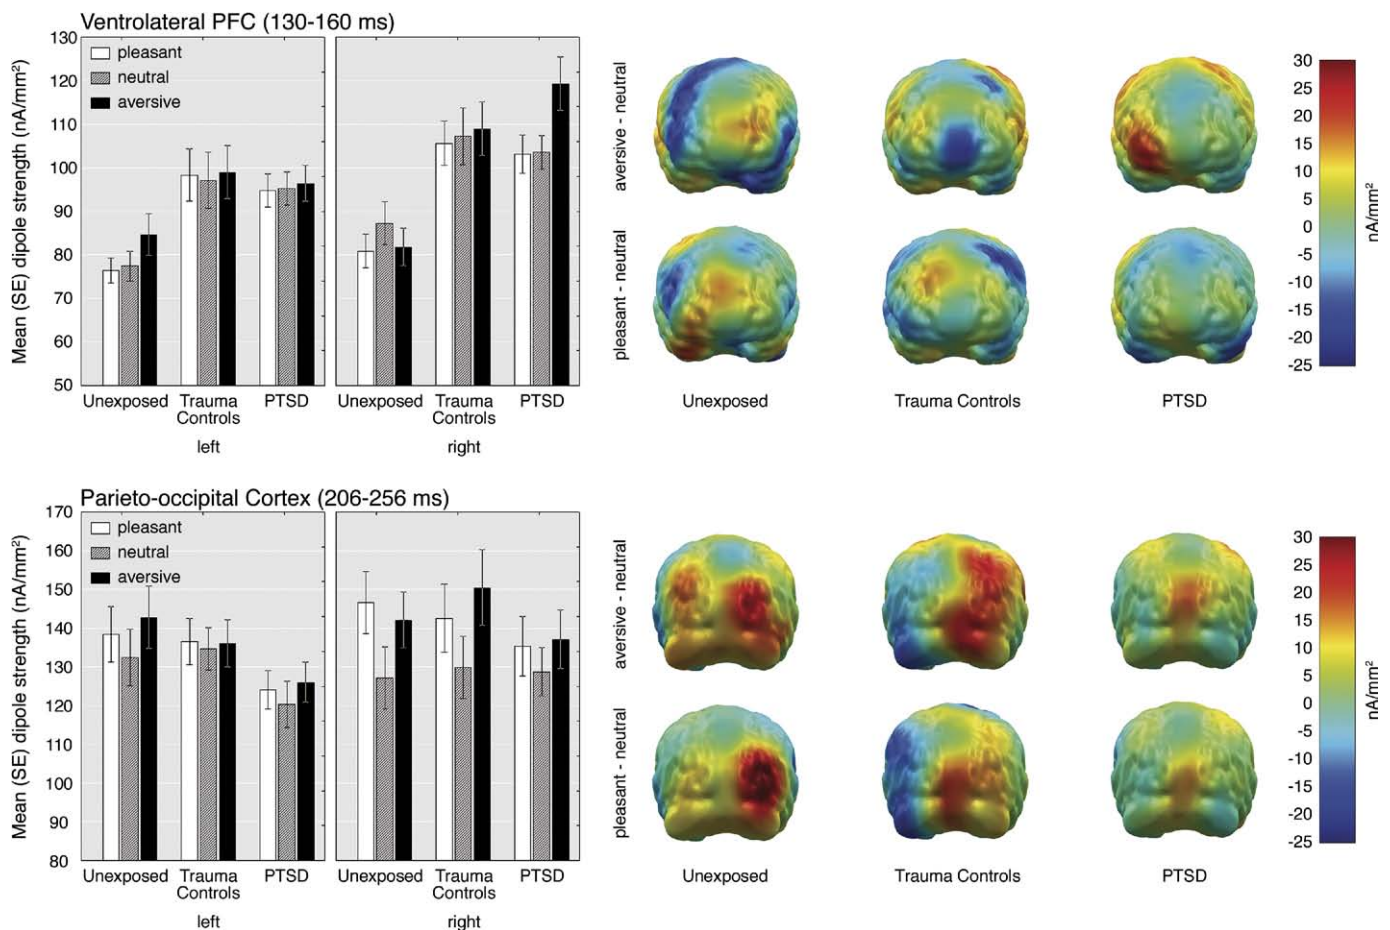 Ventrolateral PFC (130-160 ms)
Mean (SE) dipole strength (nA/mm²)
130
120
110
100
90
80
70
60
50
pleasant
neutral
aversive
Unexposed Trauma Controls PTSD
left
Unexposed Trauma Controls PTSD
right
aversive - neutral
pleasant - neutral
Unexposed Trauma Controls PTSD
30
25
20
15
10
5
0
-5
-10
-15
-20
-25
nA/mm²
Parieto-occipital Cortex (206-256 ms)
Mean (SE) dipole strength (nA/mm²)
170
160
150
140
130
120
110
100
90
80
pleasant
neutral
aversive
Unexposed Trauma Controls PTSD
left
Unexposed Trauma Controls PTSD
right
aversive - neutral
pleasant - neutral
Unexposed Trauma Controls PTSD
30
25
20
15
10
5
0
-5
-10
-15
-20
-25
nA/mm²